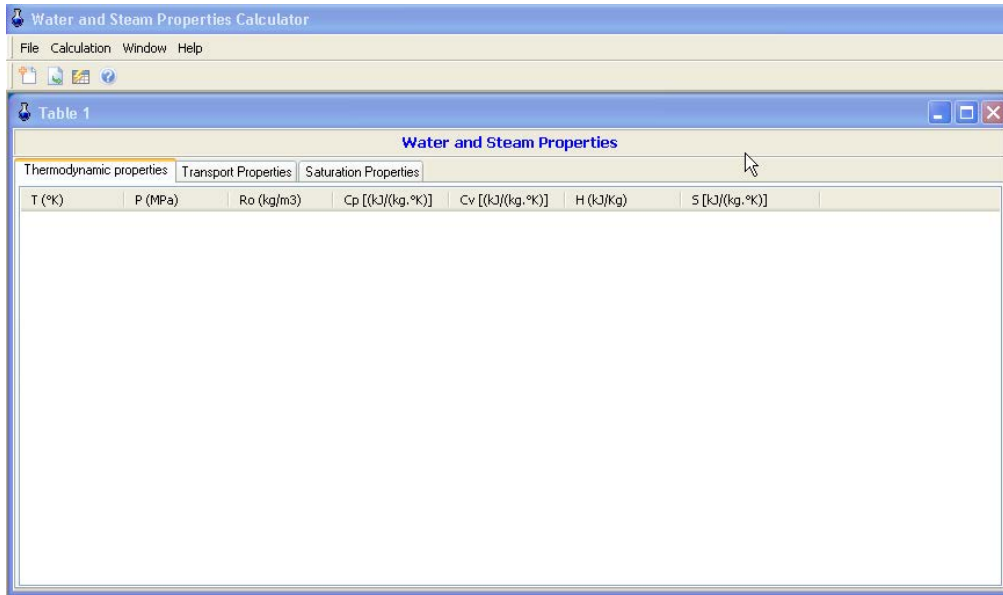 Water and Steam Properties Calculator
File Calculation Window Help
Table 1
Water and Steam Properties
Thermodynamic properties Transport Properties Saturation Properties
T (°K) P (MPa) Ro (kg/m3) Cp [(kJ/(kg.°K)] Cv [(kJ/(kg.°K)] H (kJ/Kg) S [kJ/(kg.°K)]